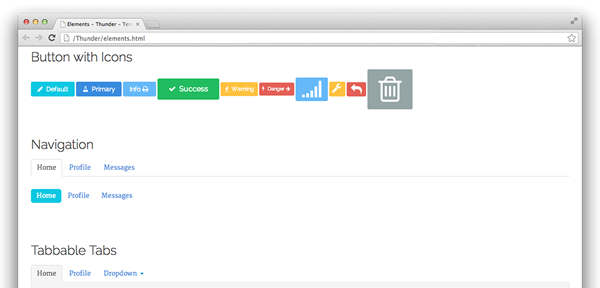 Elements - Thunder - Tem
/Thunder/elements.html
Button with Icons
Default Primary Info Success Warning Danger
Navigation
Home Profile Messages
Home Profile Messages
Tabbable Tabs
Home Profile Dropdown